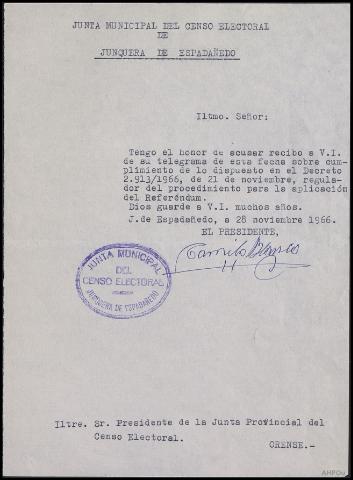 JUNTA MUNICIPAL DEL CENSO ELECTORAL
DE
JUNQUERA DE ESPADAÑEDO
Iltmo. Señor:
Tengo el honor de acusar recibo a V.I.
de su telegrama de esta fecha sobre cum-
plimiento de lo dispuesto en el Decreto
2.913/1966, de 21 de noviembre, regula-
dor del procedimiento para la aplicación
del Referéndum.
Dios guarde a V.I. muchos años.
J. de Espadañedo, a 28 noviembre 1966.
EL PRESIDENTE,
Camilo Blanco
JUNTA MUNICIPAL
DEL
CENSO ELECTORAL
JUNQUERA DE ESPADAÑEDO
Iltre. Sr. Presidente de la Junta Provincial del
Censo Electoral.
ORENSE.-
AHPOu